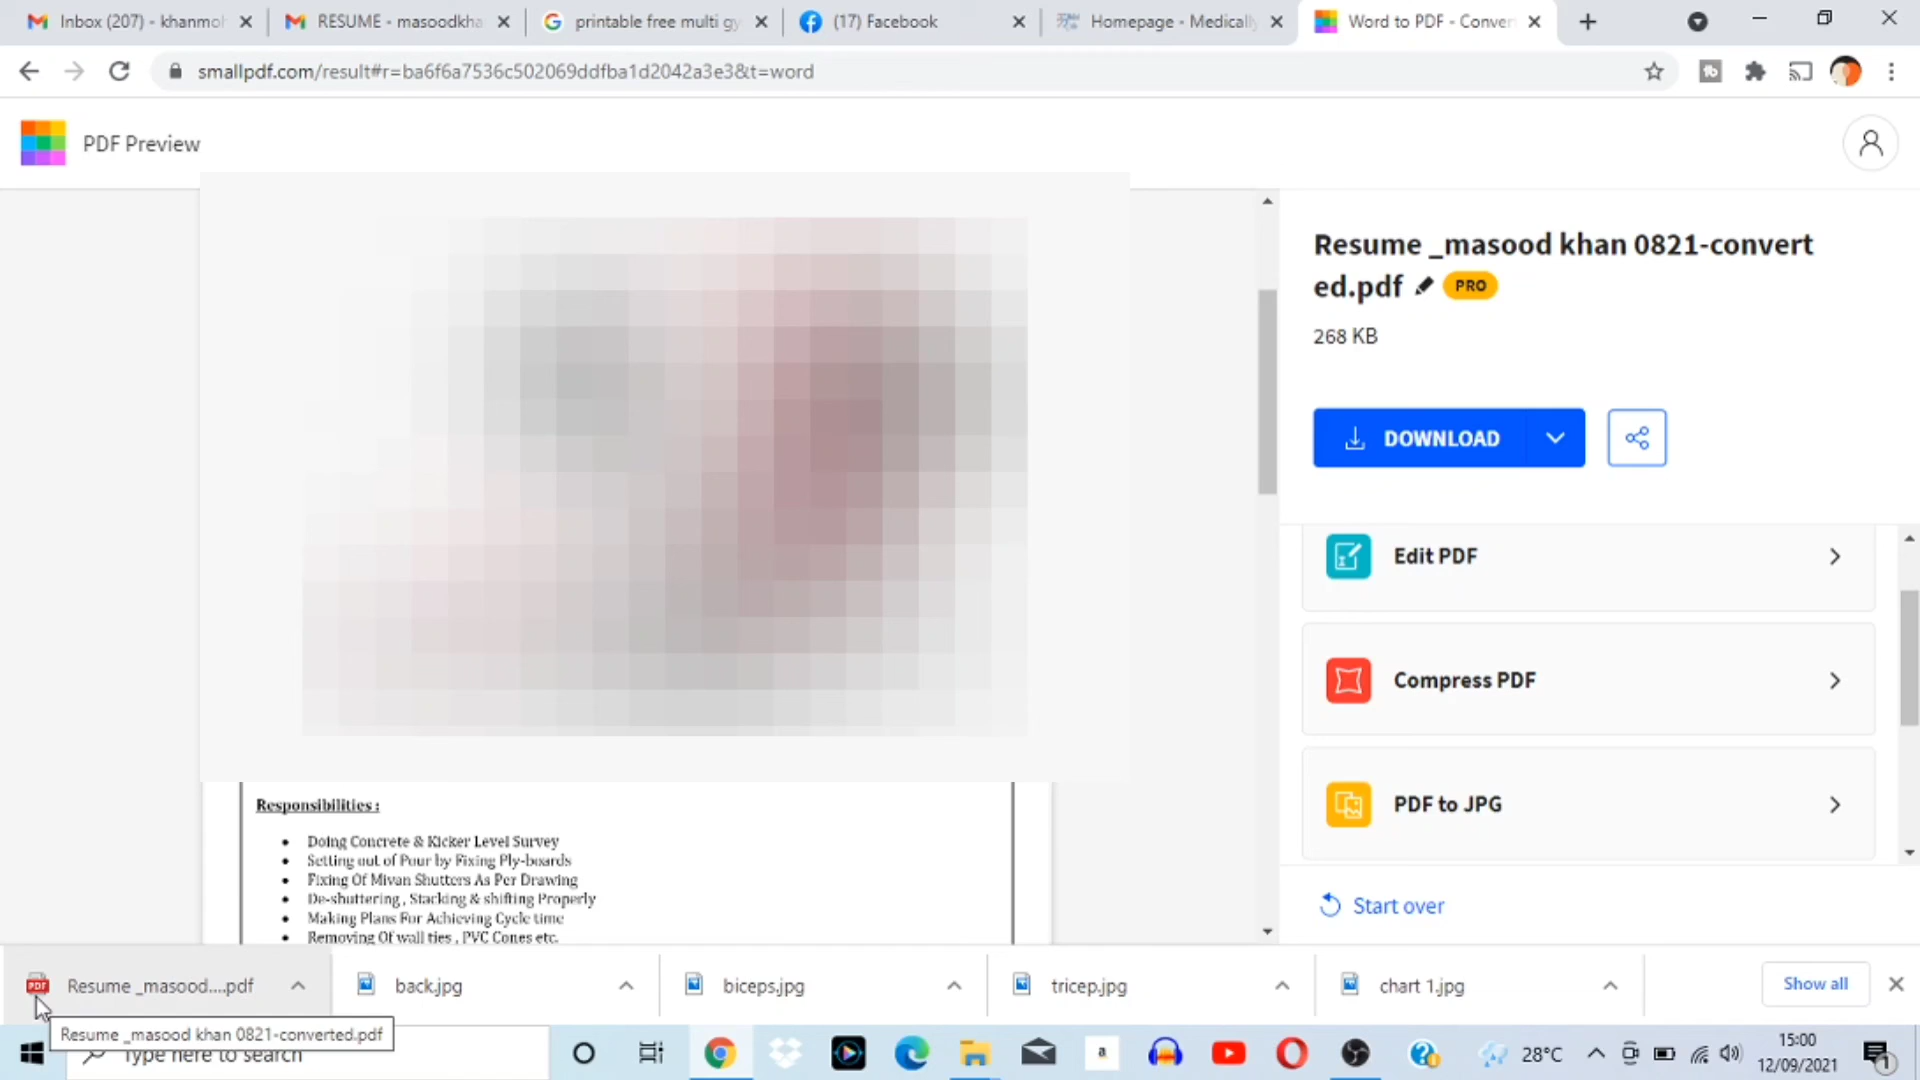 Inbox (207) - khanmoh
RESUME - masoodkha
printable free multi gy
(17) Facebook
Homepage - Medically
Word to PDF - Conver
smallpdf.com/result#r=ba6f6a7536c502069ddfba1d2042a3e3&t=word
PDF Preview
Resume _masood khan 0821-convert
ed.pdf PRO
268 KB
DOWNLOAD
Edit PDF
Compress PDF
PDF to JPG
Start over
Responsibilities :
• Doing Concrete & Kicker Level Survey
• Setting out of Pour by Fixing Ply-boards
• Fixing Of Mivan Shutters As Per Drawing
• De-shuttering , Stacking & shifting Properly
• Making Plans For Achieving Cycle time
• Removing Of wall ties , PVC Cones etc.
PDF
Resume _masood....pdf
back.jpg
biceps.jpg
tricep.jpg
chart 1.jpg
Show all
Resume _masood khan 0821-converted.pdf
Type here to search
a
28°C
15:00
12/09/2021
1